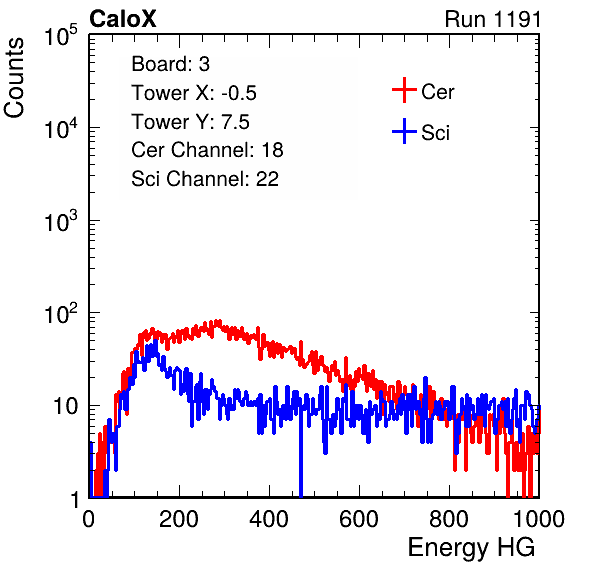 CaloX Run 1191
Counts
Board: 3
Tower X: -0.5
Tower Y: 7.5
Cer Channel: 18
Sci Channel: 22
Cer
Sci
10^5
10^4
10^3
10^2
10
1
0 200 400 600 800 1000
Energy HG